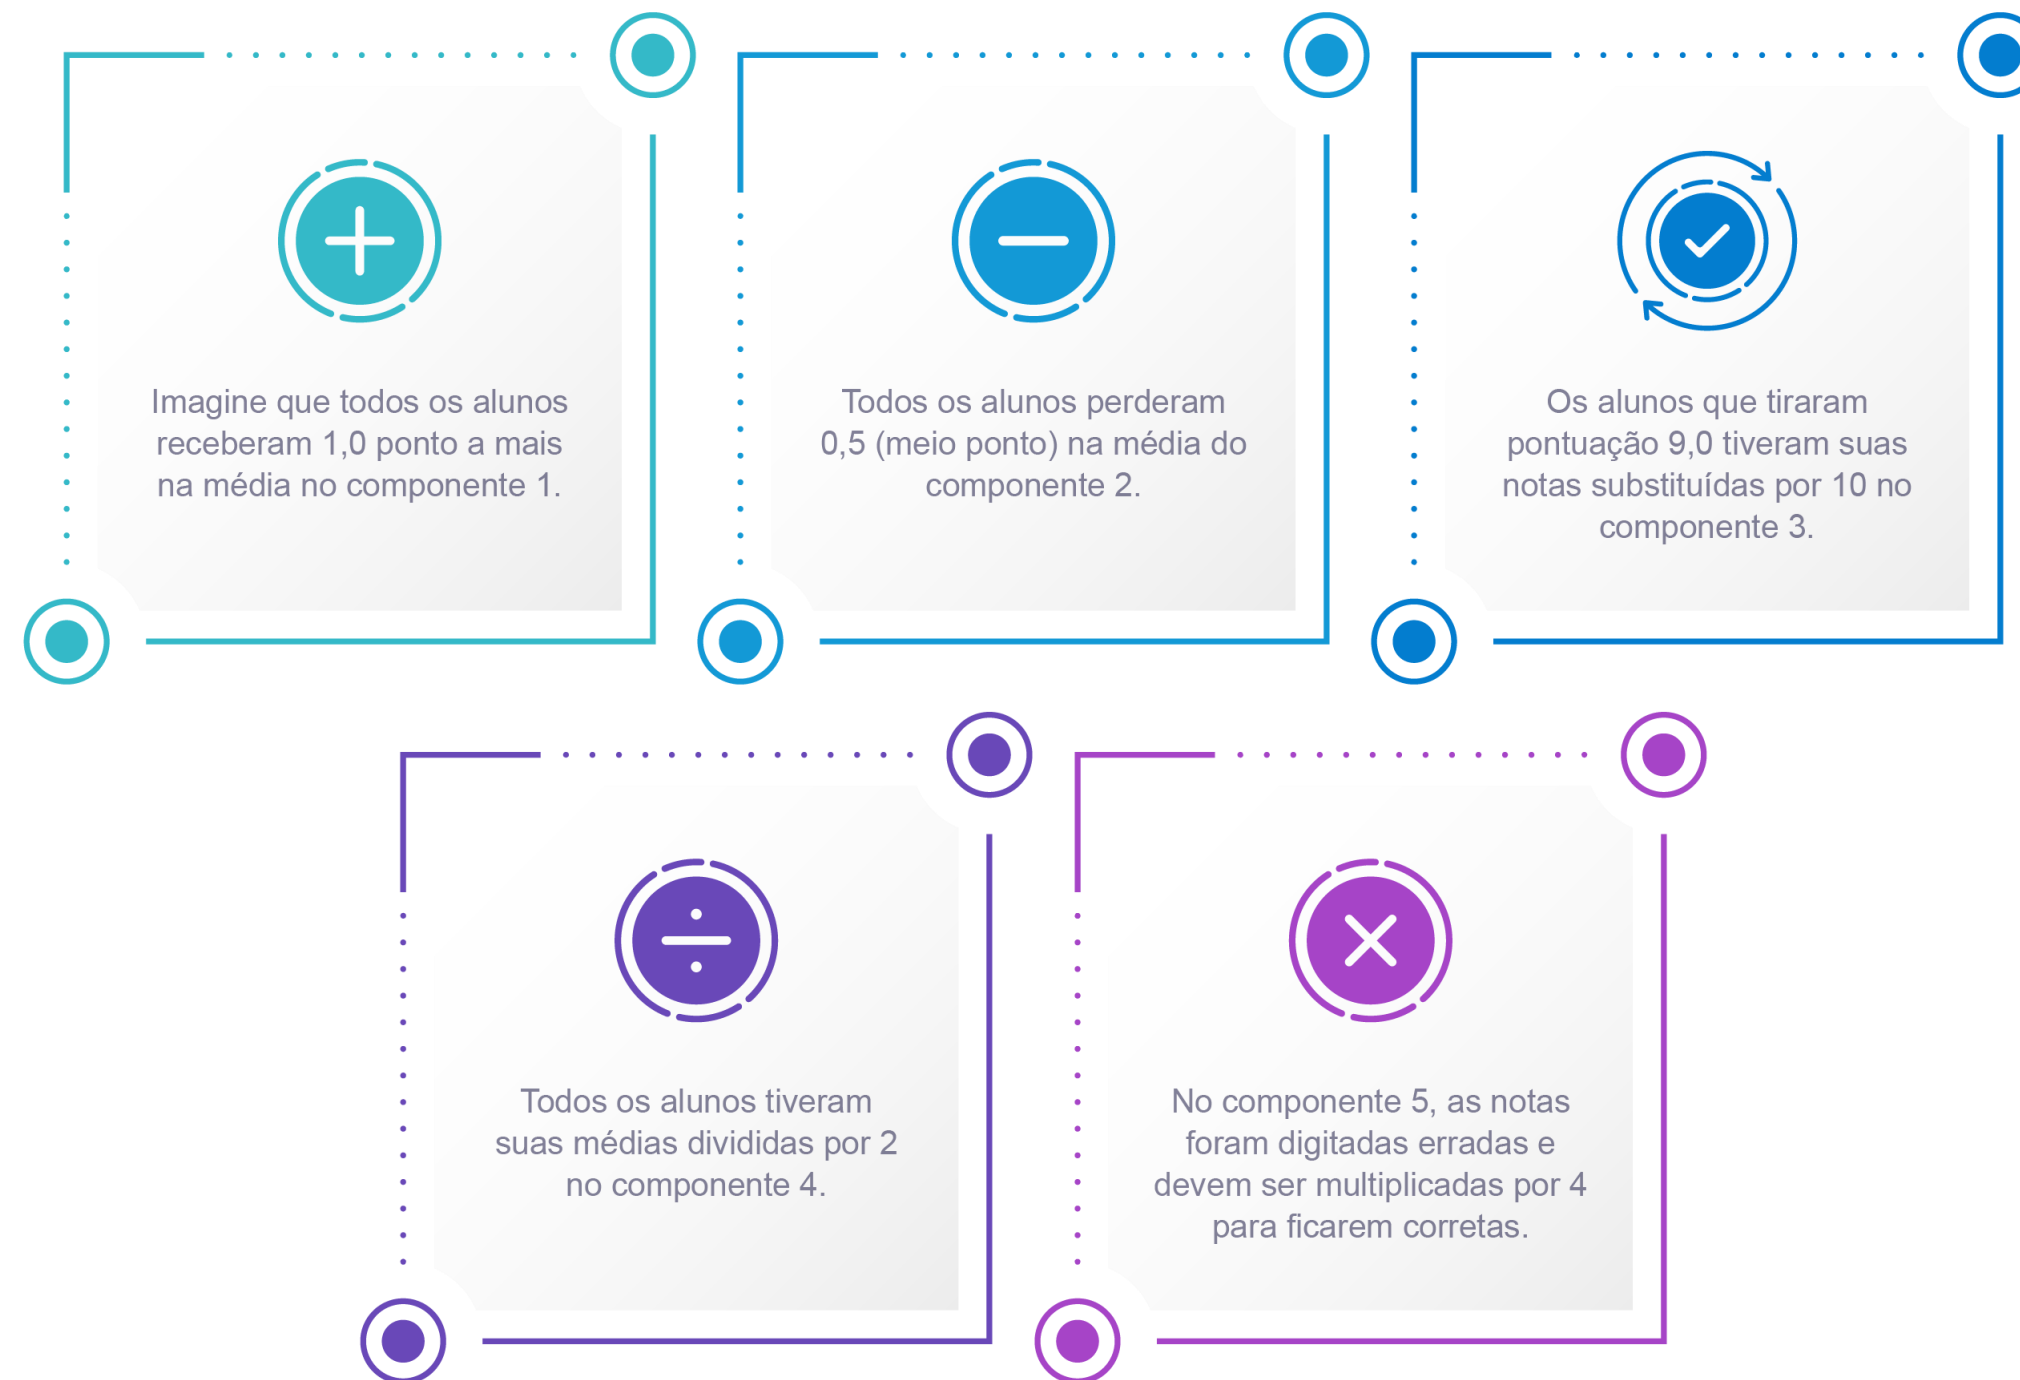 Imagine que todos os alunos
receberam 1,0 ponto a mais
na média no componente 1.
Todos os alunos perderam
0,5 (meio ponto) na média do
componente 2.
Os alunos que tiraram
pontuação 9,0 tiveram suas
notas substituídas por 10 no
componente 3.
Todos os alunos tiveram
suas médias divididas por 2
no componente 4.
No componente 5, as notas
foram digitadas erradas e
devem ser multiplicadas por 4
para ficarem corretas.